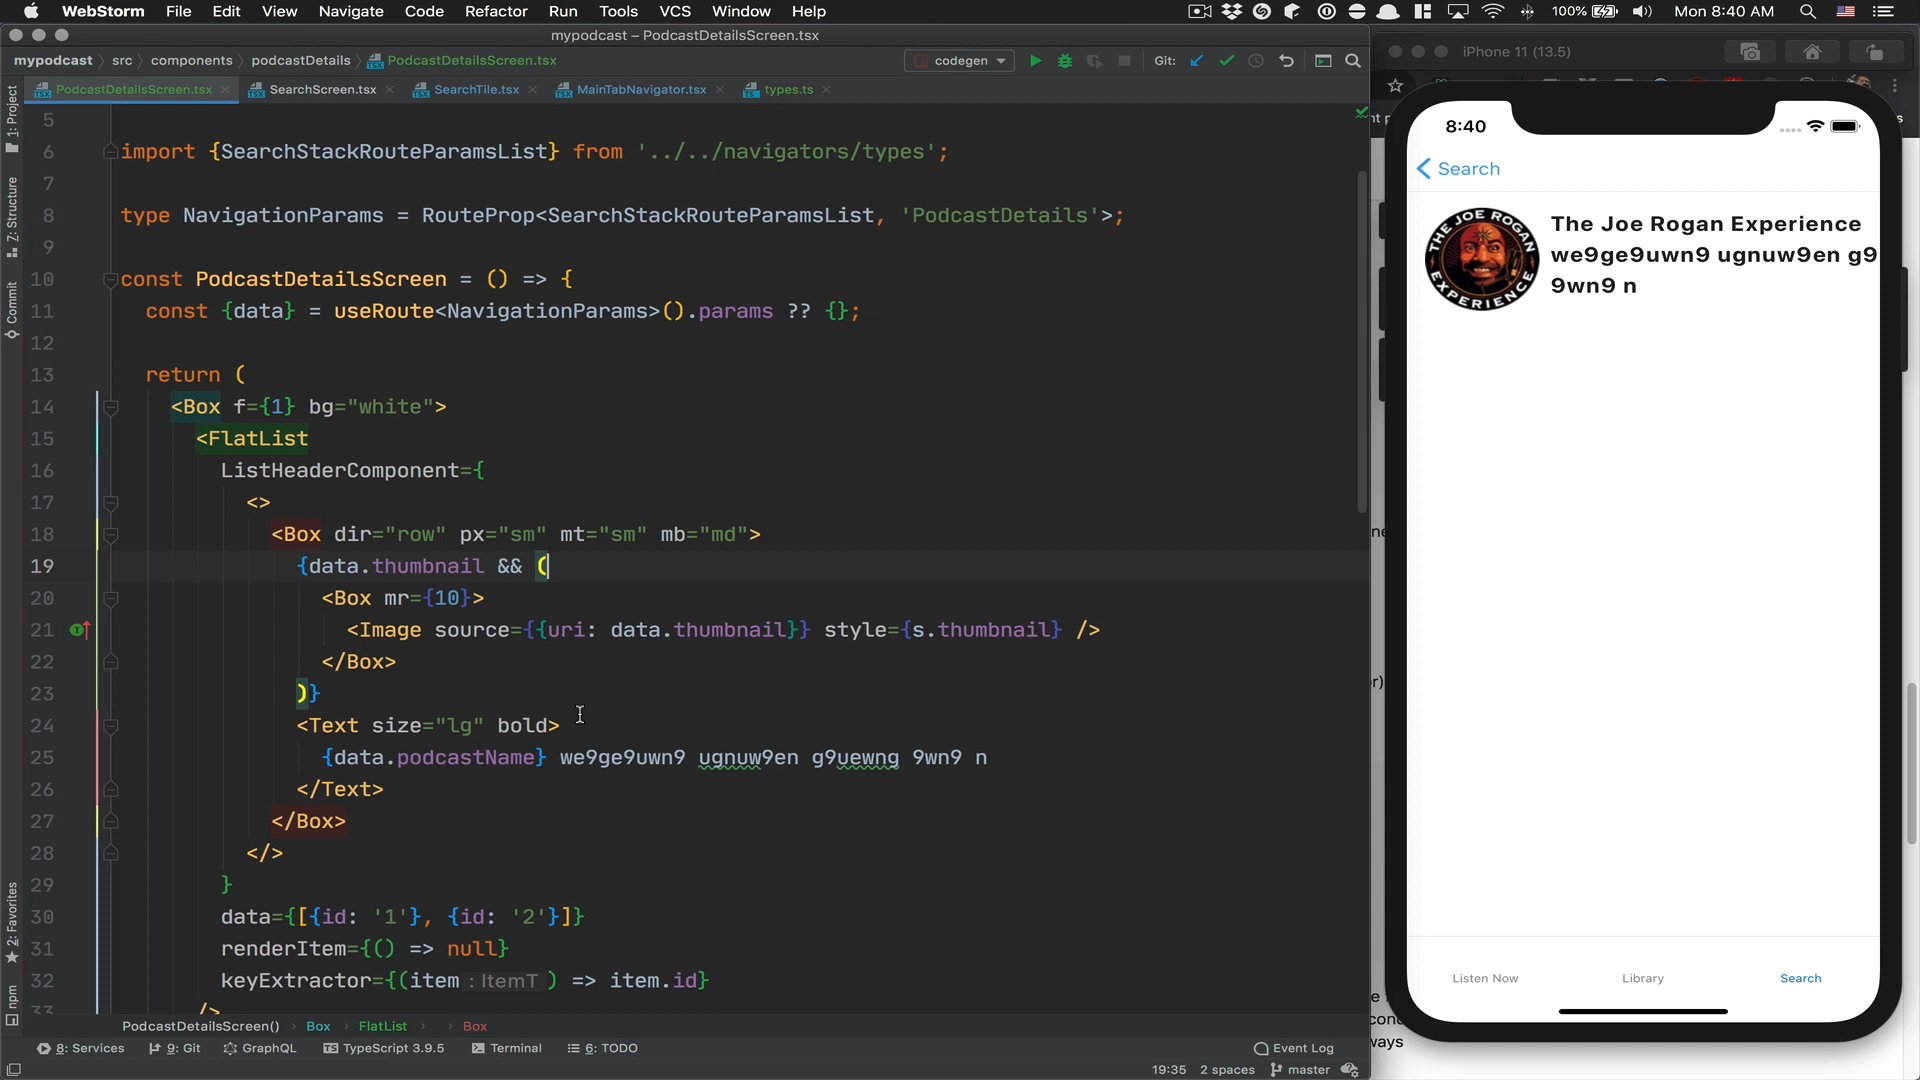 WebStorm File Edit View Navigate Code Refactor Run Tools VCS Window Help
100% Mon 8:40 AM
mypodcast – PodcastDetailsScreen.tsx
mypodcast src components podcastDetails PodcastDetailsScreen.tsx
codegen Git:
PodcastDetailsScreen.tsx SearchScreen.tsx SearchTile.tsx MainTabNavigator.tsx types.ts
1: Project
7: Structure
Commit
2: Favorites
npm
5
6 import {SearchStackRouteParamsList} from '../../navigators/types';
7
8 type NavigationParams = RouteProp<SearchStackRouteParamsList, 'PodcastDetails'>;
9
10 const PodcastDetailsScreen = () => {
11 const {data} = useRoute<NavigationParams>().params ?? {};
12
13 return (
14 <Box f={1} bg="white">
15 <FlatList
16 ListHeaderComponent={
17 <>
18 <Box dir="row" px="sm" mt="sm" mb="md">
19 {data.thumbnail && (
20 <Box mr={10}>
21 <Image source={{uri: data.thumbnail}} style={s.thumbnail} />
22 </Box>
23 )}
24 <Text size="lg" bold>
25 {data.podcastName} we9ge9uwn9 ugnuw9en g9uewng 9wn9 n
26 </Text>
27 </Box>
28 </>
29 }
30 data={[{id: '1'}, {id: '2'}]}
31 renderItem={() => null}
32 keyExtractor={(item :ItemT ) => item.id}
33 />
PodcastDetailsScreen() Box FlatList Box
8: Services 9: Git GraphQL TypeScript 3.9.5 Terminal 6: TODO Event Log
19:35 2 spaces master
iPhone 11 (13.5)
8:40
Search
THE JOE ROGAN
EXPERIENCE
The Joe Rogan Experience
we9ge9uwn9 ugnuw9en g9
9wn9 n
Listen Now Library Search